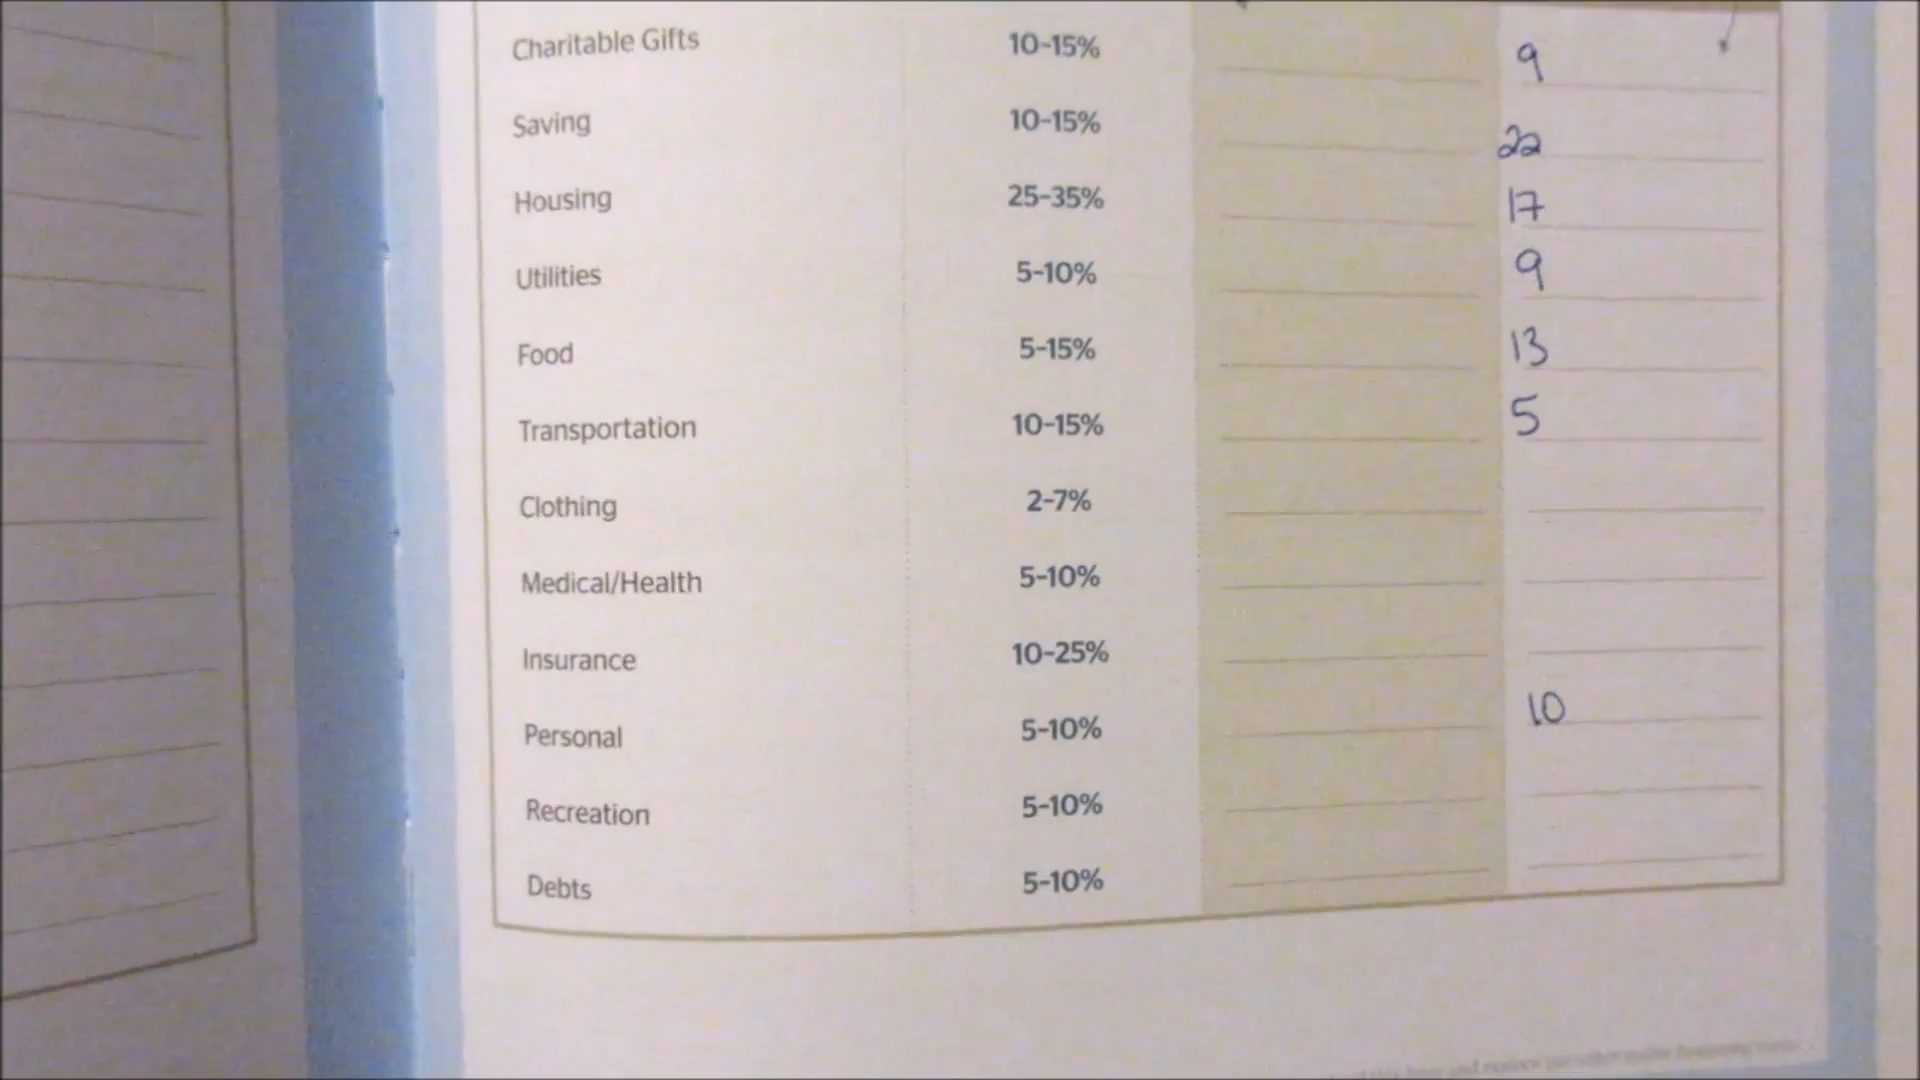 Charitable Gifts 10-15% 9
Saving 10-15% 22
Housing 25-35% 17
Utilities 5-10% 9
Food 5-15% 13
Transportation 10-15% 5
Clothing 2-7%
Medical/Health 5-10%
Insurance 10-25%
Personal 5-10% 10
Recreation 5-10%
Debts 5-10%